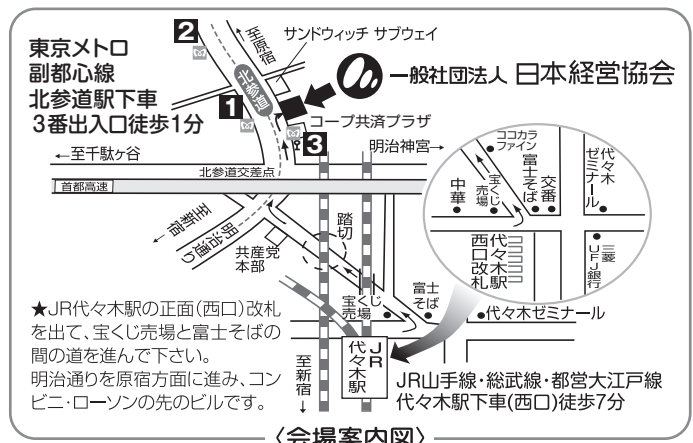 東京メトロ
副都心線
北参道駅下車
3番出入口徒歩1分
2
至原宿
サンドウィッチ サブウェイ
北参道
一般社団法人 日本経営協会
1
3
コープ共済プラザ
←至千駄ヶ谷
明治神宮→
北参道交差点
首都高速
至新宿
明治通り
共産党
本部
踏切
ココカラ
ファイン
中華
宝くじ
売場
富士そば
交番
代々木
ゼミナール
代々木駅
西口改札
三菱
UFJ銀行
★JR代々木駅の正面(西口)改札
を出て、宝くじ売場と富士そばの
間の道を進んで下さい。
明治通りを原宿方面に進み、コン
ビニ・ローソンの先のビルです。
宝くじ
売場
富士
そば
代々木ゼミナール
至新宿
JR
代々木駅
JR山手線・総武線・都営大江戸線
代々木駅下車(西口)徒歩7分
〈会場案内図〉